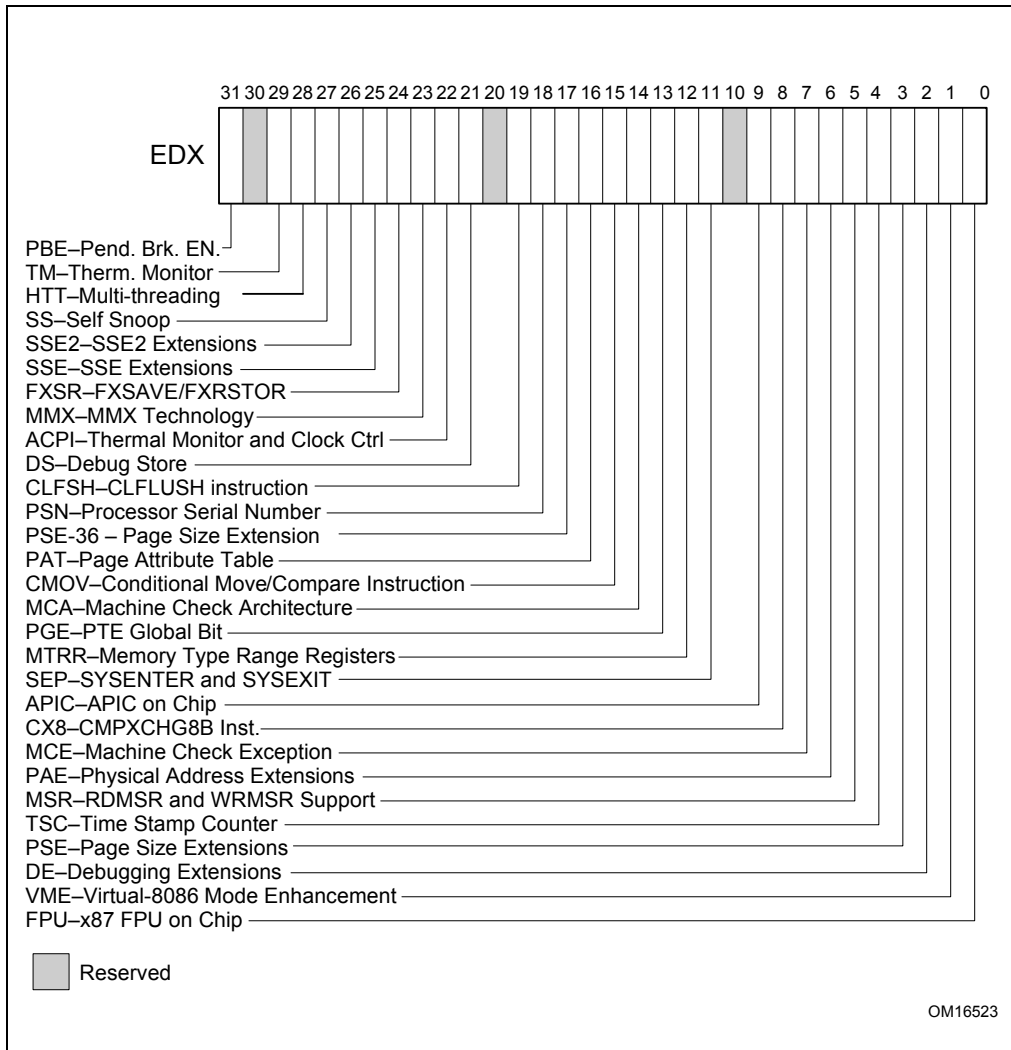 31 30 29 28 27 26 25 24 23 22 21 20 19 18 17 16 15 14 13 12 11 10 9 8 7 6 5 4 3 2 1 0
EDX
PBE–Pend. Brk. EN.
TM–Therm. Monitor
HTT–Multi-threading
SS–Self Snoop
SSE2–SSE2 Extensions
SSE–SSE Extensions
FXSR–FXSAVE/FXRSTOR
MMX–MMX Technology
ACPI–Thermal Monitor and Clock Ctrl
DS–Debug Store
CLFSH–CLFLUSH instruction
PSN–Processor Serial Number
PSE-36 – Page Size Extension
PAT–Page Attribute Table
CMOV–Conditional Move/Compare Instruction
MCA–Machine Check Architecture
PGE–PTE Global Bit
MTRR–Memory Type Range Registers
SEP–SYSENTER and SYSEXIT
APIC–APIC on Chip
CX8–CMPXCHG8B Inst.
MCE–Machine Check Exception
PAE–Physical Address Extensions
MSR–RDMSR and WRMSR Support
TSC–Time Stamp Counter
PSE–Page Size Extensions
DE–Debugging Extensions
VME–Virtual-8086 Mode Enhancement
FPU–x87 FPU on Chip
Reserved
OM16523